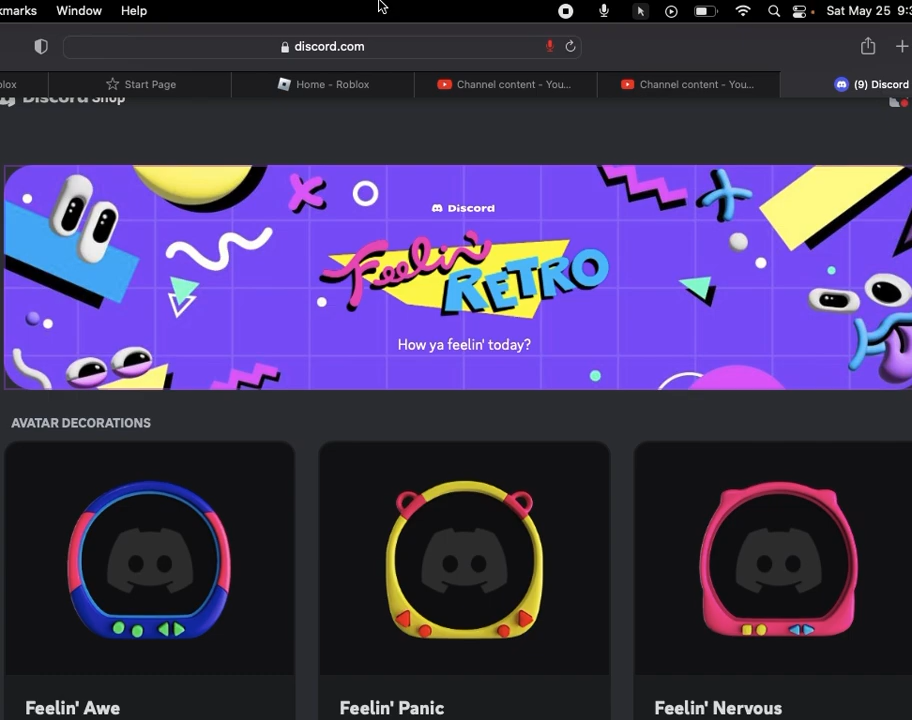 kmarks Window Help Sat May 25 9:3
discord.com
olox Start Page Home – Roblox Channel content - You... Channel content - You... (9) Discord
Discord Shop
Discord
Feelin' RETRO
How ya feelin' today?
AVATAR DECORATIONS
Feelin' Awe Feelin' Panic Feelin' Nervous